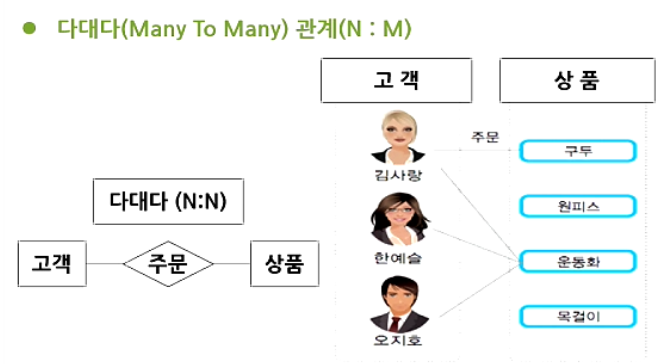 ● 다대다(Many To Many) 관계(N : M)
다대다 (N:N)
고객
주문
상품
고 객
상 품
김사랑
주문
구두
원피스
한예슬
운동화
오지호
목걸이